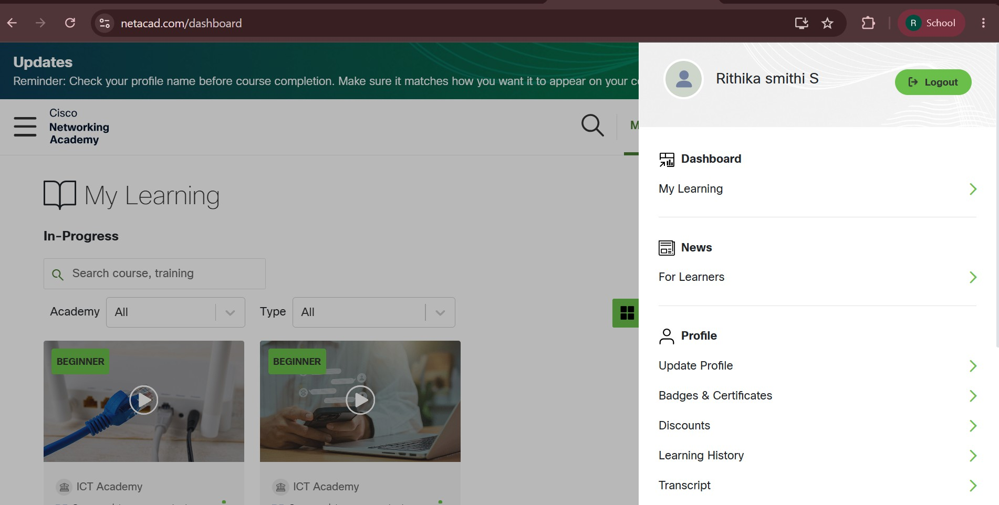 netacad.com/dashboard
R
School
Updates
Reminder: Check your profile name before course completion. Make sure it matches how you want it to appear on your
Cisco
Networking
Academy
M
My Learning
In-Progress
Search course, training
Academy
All
Type
All
BEGINNER
BEGINNER
ICT Academy
ICT Academy
Rithika smithi S
Logout
Dashboard
My Learning
News
For Learners
Profile
Update Profile
Badges & Certificates
Discounts
Learning History
Transcript